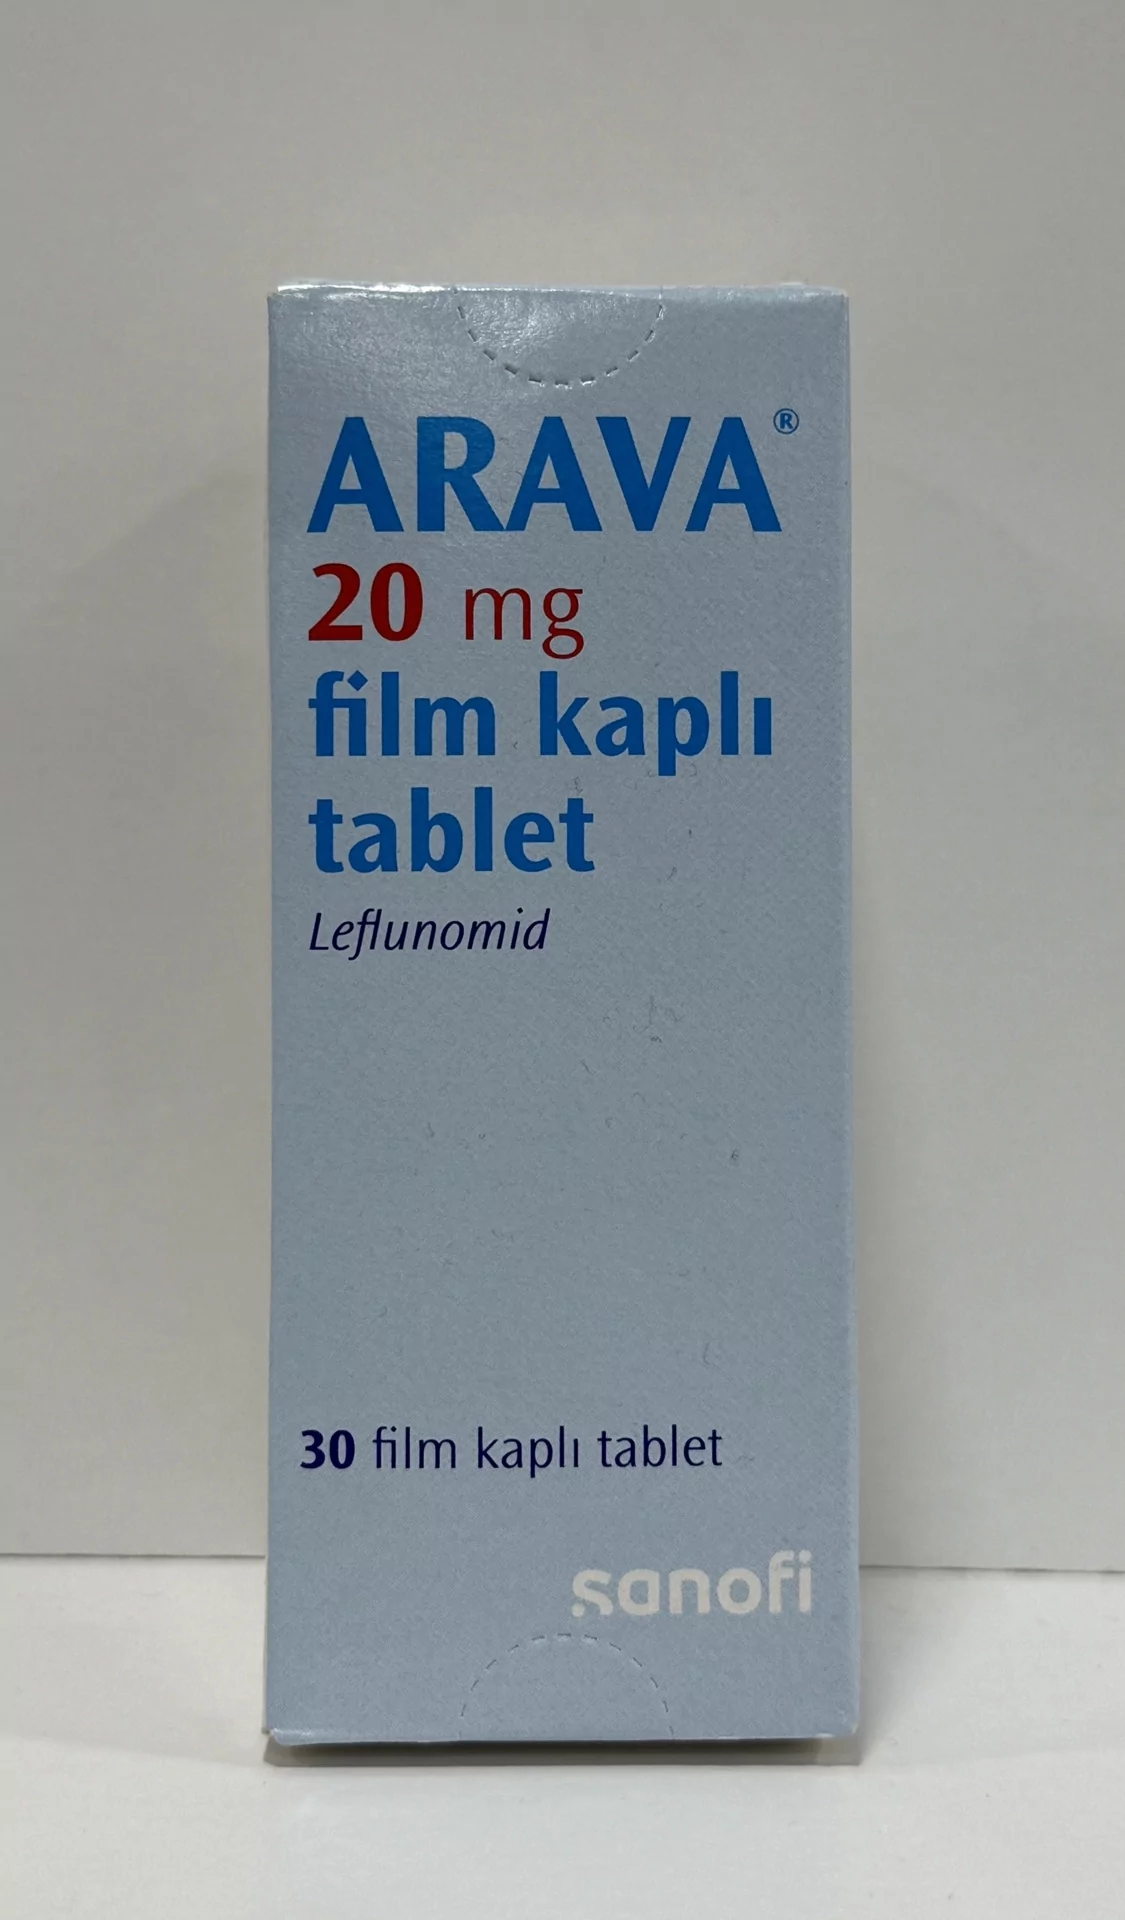 ARAVA®
20 mg
film kaplı
tablet
Leflunomid
30 film kaplı tablet
sanofi